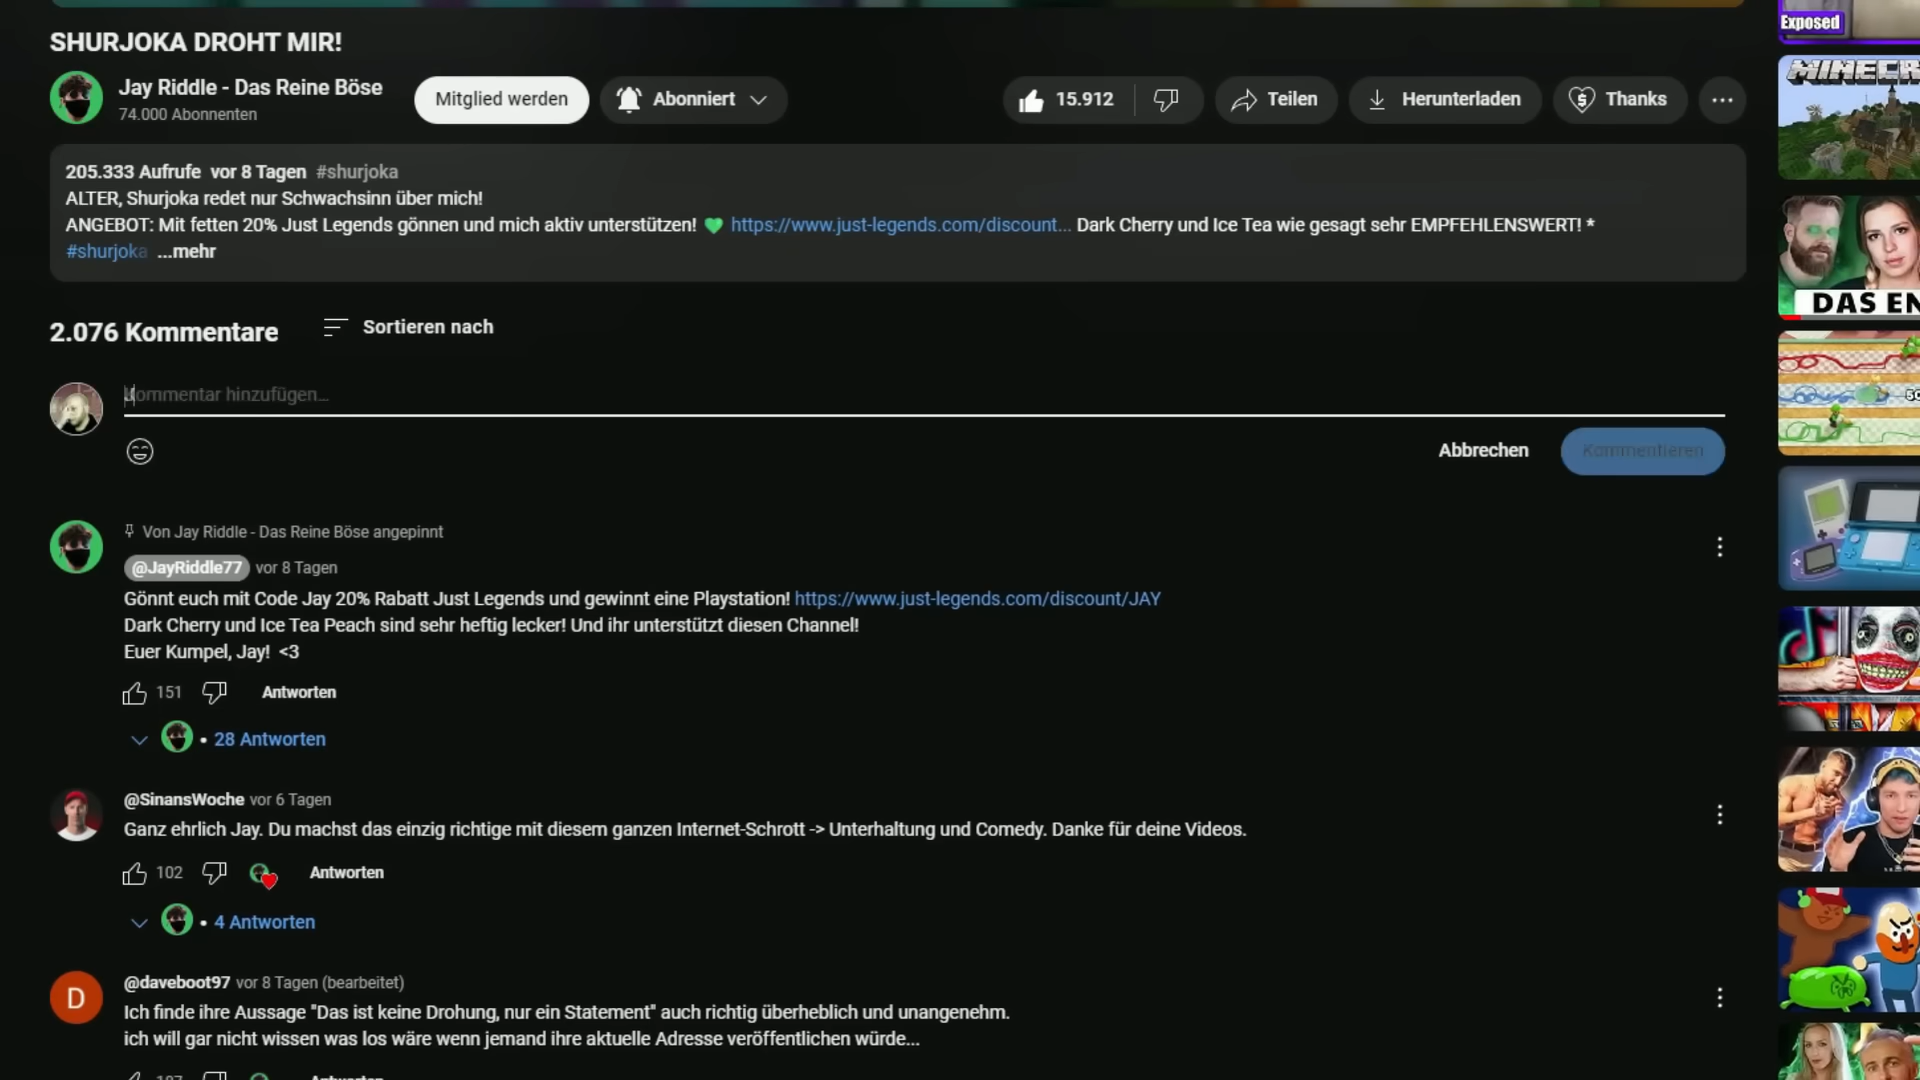 SHURJOKA DROHT MIR!
Jay Riddle - Das Reine Böse
74.000 Abonnenten
Mitglied werden
Abonniert
15.912
Teilen
Herunterladen
Thanks
205.333 Aufrufe vor 8 Tagen #shurjoka
ALTER, Shurjoka redet nur Schwachsinn über mich!
ANGEBOT: Mit fetten 20% Just Legends gönnen und mich aktiv unterstützen! 💚 https://www.just-legends.com/discount... Dark Cherry und Ice Tea wie gesagt sehr EMPFEHLENSWERT! *
#shurjoka ...mehr
2.076 Kommentare
Sortieren nach
Kommentar hinzufügen...
Abbrechen
Kommentieren
Von Jay Riddle - Das Reine Böse angepinnt
@JayRiddle77 vor 8 Tagen
Gönnt euch mit Code Jay 20% Rabatt Just Legends und gewinnt eine Playstation! https://www.just-legends.com/discount/JAY
Dark Cherry und Ice Tea Peach sind sehr heftig lecker! Und ihr unterstützt diesen Channel!
Euer Kumpel, Jay! <3
151
Antworten
• 28 Antworten
@SinansWoche vor 6 Tagen
Ganz ehrlich Jay. Du machst das einzig richtige mit diesem ganzen Internet-Schrott -> Unterhaltung und Comedy. Danke für deine Videos.
102
Antworten
• 4 Antworten
D
@daveboot97 vor 8 Tagen (bearbeitet)
Ich finde ihre Aussage "Das ist keine Drohung, nur ein Statement" auch richtig überheblich und unangenehm.
ich will gar nicht wissen was los wäre wenn jemand ihre aktuelle Adresse veröffentlichen würde...
Antworten
Exposed
MINECR
DAS EN